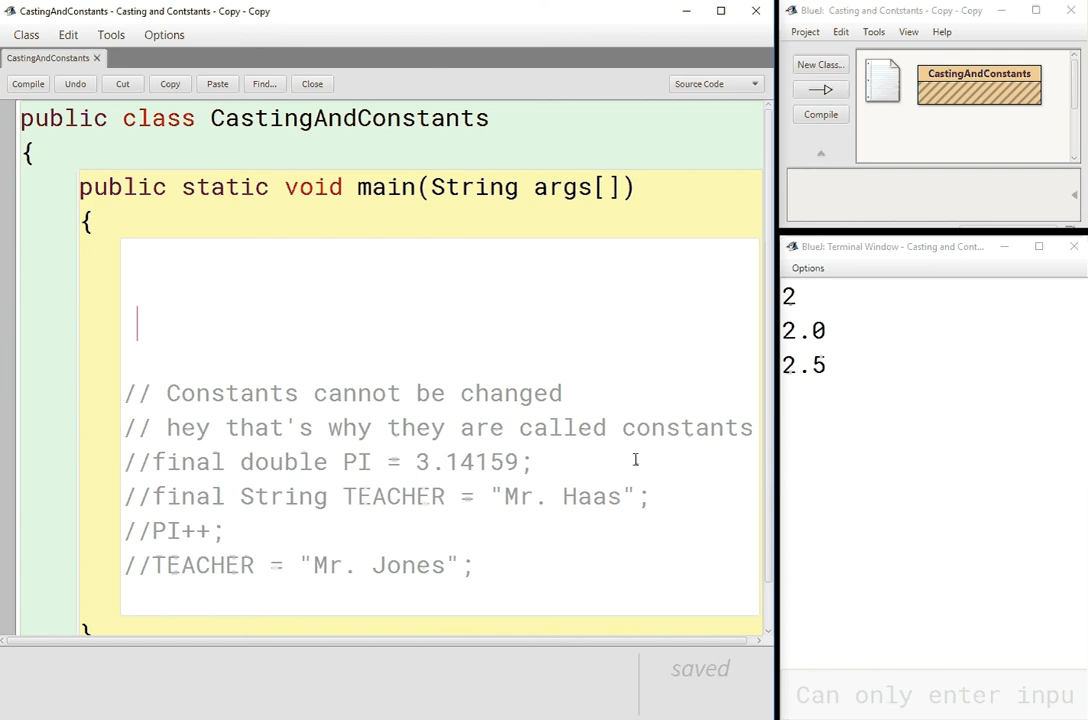 CastingAndConstants - Casting and Contstants - Copy - Copy
Class Edit Tools Options
CastingAndConstants
Compile Undo Cut Copy Paste Find... Close Source Code
public class CastingAndConstants
{
public static void main(String args[])
{
// Constants cannot be changed
// hey that's why they are called constants
//final double PI = 3.14159;
//final String TEACHER = "Mr. Haas";
//PI++;
//TEACHER = "Mr. Jones";
}
saved
BlueJ: Casting and Contstants - Copy - Copy
Project Edit Tools View Help
New Class...
Compile
CastingAndConstants
BlueJ: Terminal Window - Casting and Cont...
Options
2
2.0
2.5
Can only enter inpu